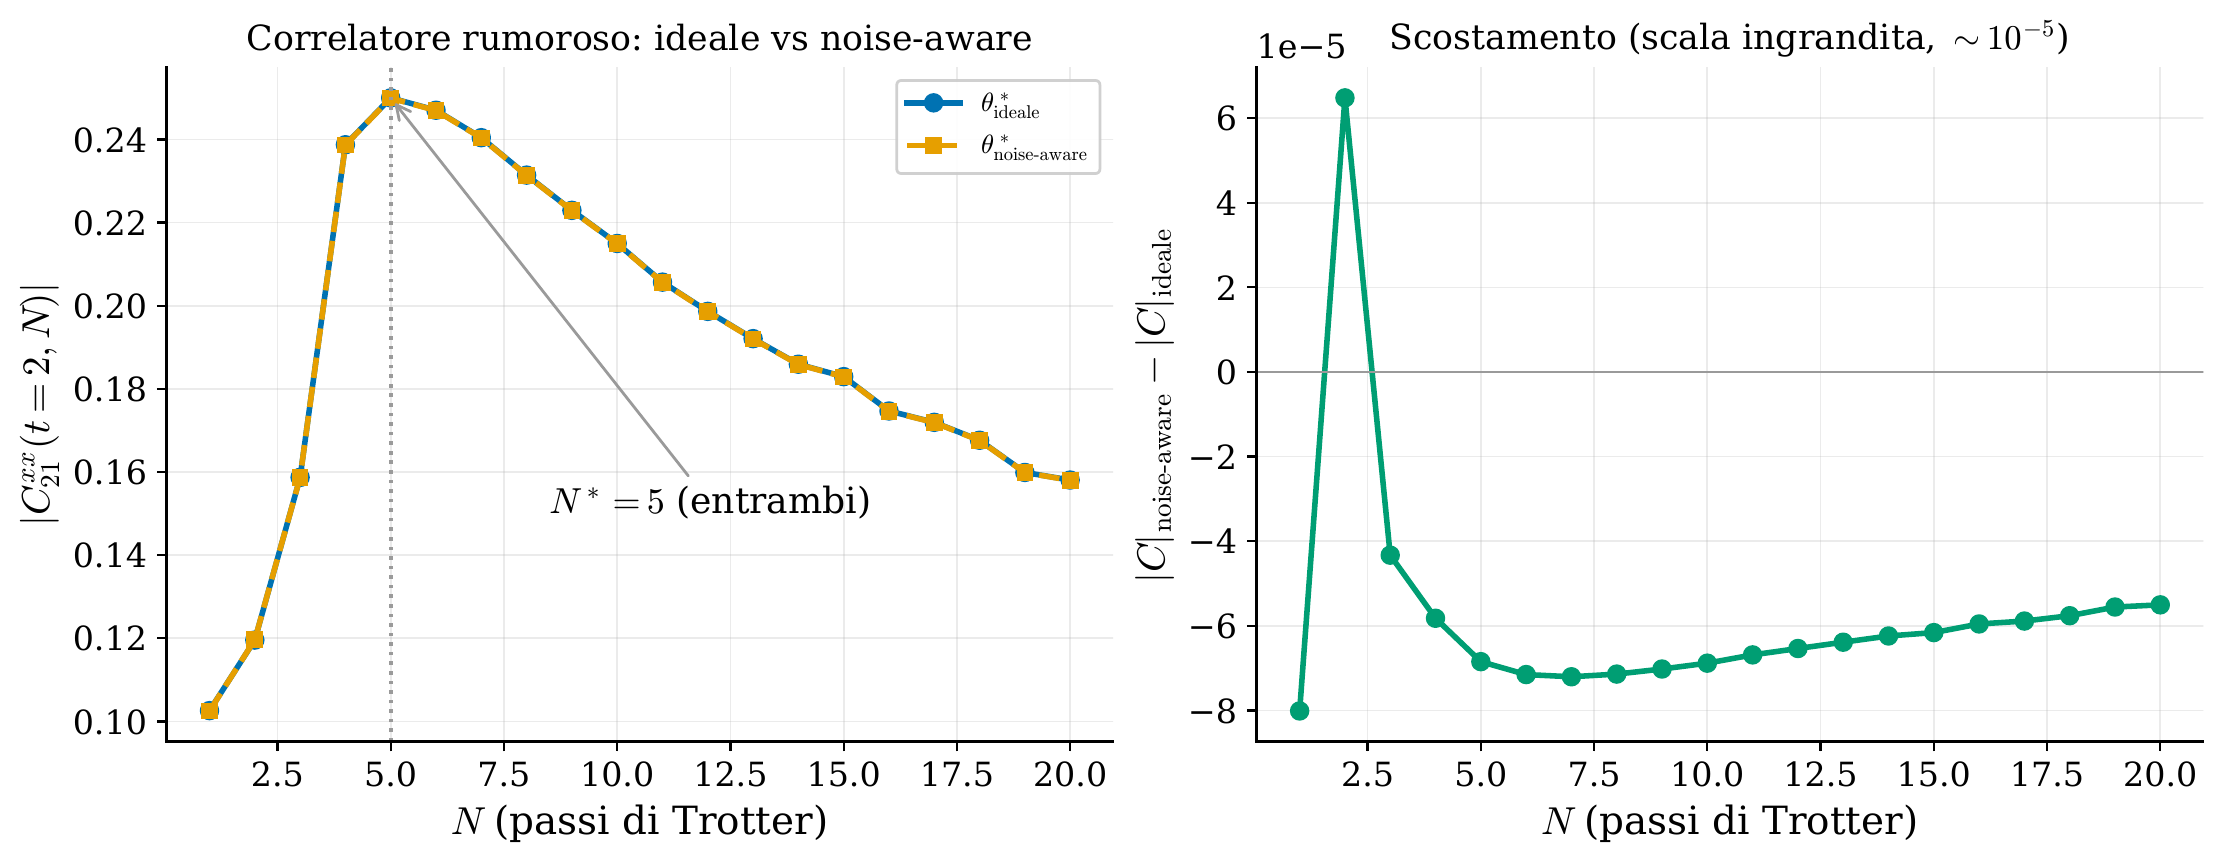 Correlatore rumoroso: ideale vs noise-aware
|C₂₁ˣˣ(t = 2, N)|
0.24
0.22
0.20
0.18
0.16
0.14
0.12
0.10
θ*ideale
θ*noise-aware
N* = 5 (entrambi)
2.5 5.0 7.5 10.0 12.5 15.0 17.5 20.0
N (passi di Trotter)
Scostamento (scala ingrandita, ∼10⁻⁵)
1e−5
|C|noise-aware − |C|ideale
6
4
2
0
−2
−4
−6
−8
2.5 5.0 7.5 10.0 12.5 15.0 17.5 20.0
N (passi di Trotter)